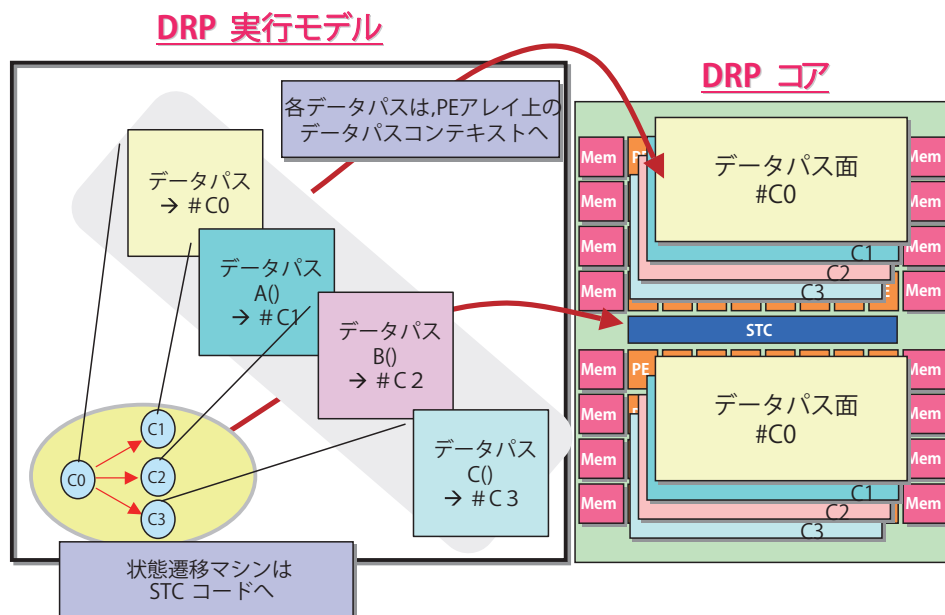 DRP 実行モデル
各データパスは,PEアレイ上の
データパスコンテキストへ
データパス
→ #C0
データパス
A()
→ #C1
データパス
B()
→ #C2
データパス
C()
→ #C3
C0
C1
C2
C3
状態遷移マシンは
STC コードへ
DRP コア
Mem
Mem
Mem
Mem
データパス面
#C0
C1
C2
C3
Mem
Mem
Mem
Mem
STC
Mem
Mem
Mem
Mem
PE
データパス面
#C0
C1
C2
C3
Mem
Mem
Mem
Mem